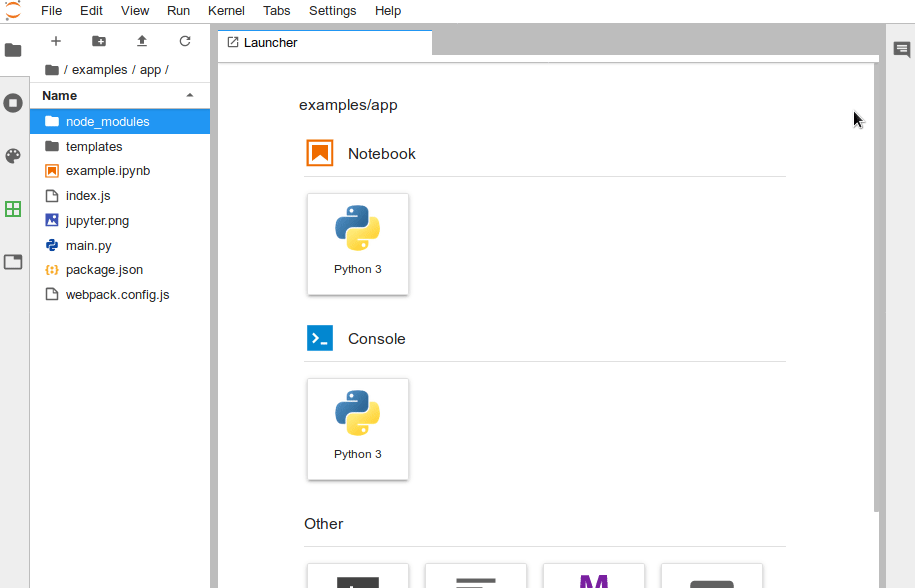 File Edit View Run Kernel Tabs Settings Help
Launcher
/ examples / app /
Name
node_modules
templates
example.ipynb
index.js
jupyter.png
main.py
package.json
webpack.config.js
examples/app
Notebook
Python 3
Console
Python 3
Other
M